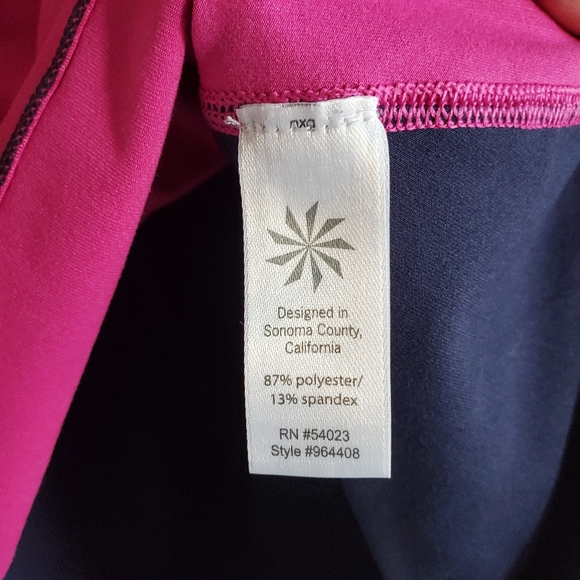 Designed in
Sonoma County,
California
87% polyester/
13% spandex
RN #54023
Style #964408